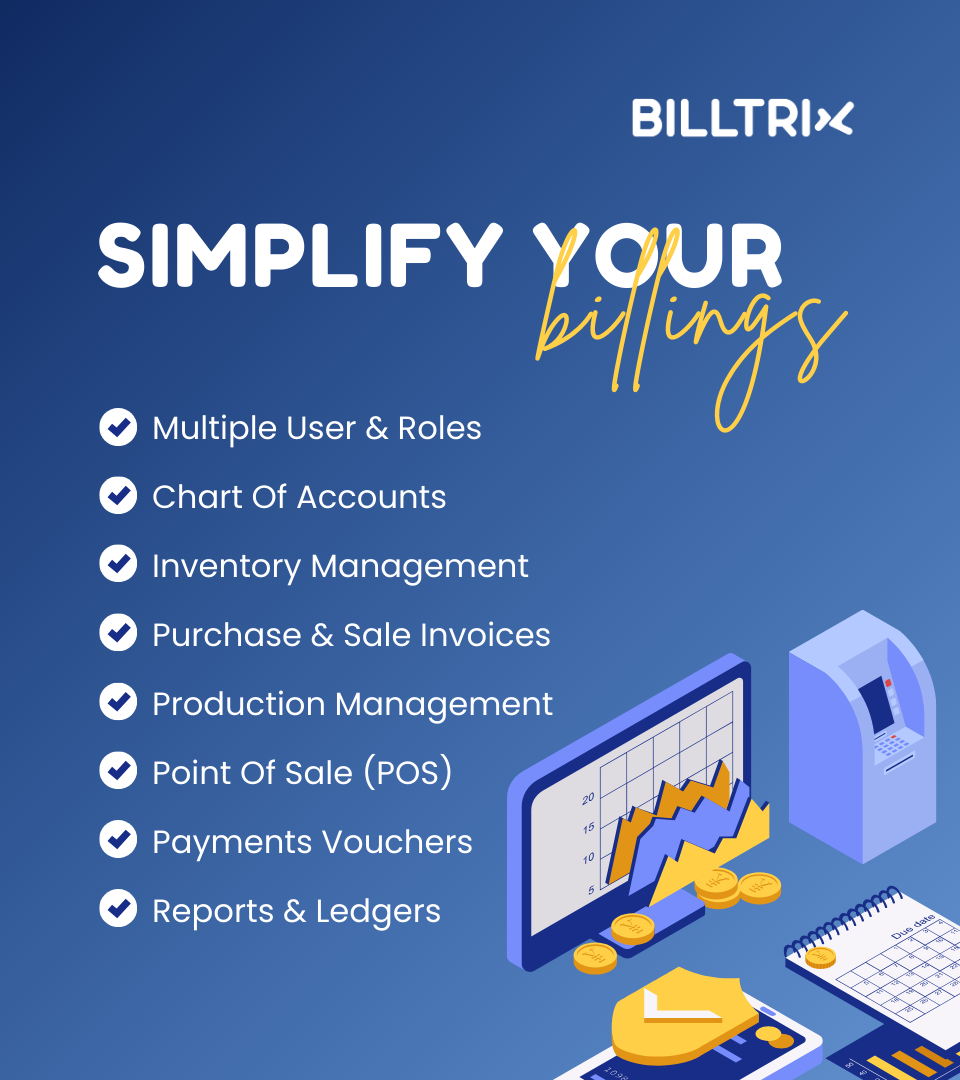 BILLTRIX
SIMPLIFY YOUR
billings
Multiple User & Roles
Chart Of Accounts
Inventory Management
Purchase & Sale Invoices
Production Management
Point Of Sale (POS)
Payments Vouchers
Reports & Ledgers
20
15
10
5
Due date